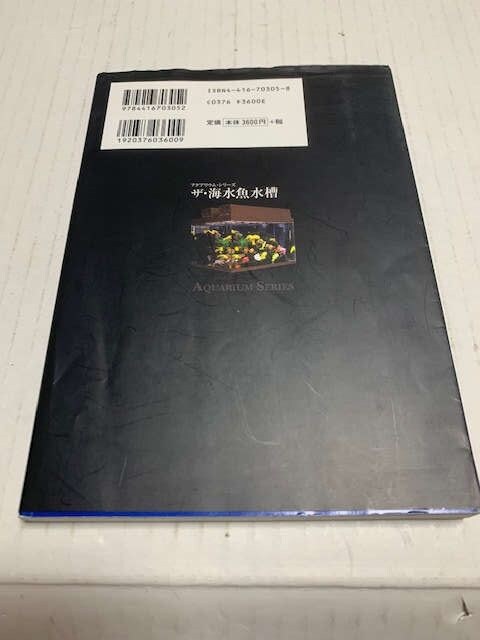 9784416703052
1920376036009
ISBN4-416-70305-8
C0376 ¥3600E
定価 本体3600円 +税
アクアリウム・シリーズ
ザ・海水魚水槽
AQUARIUM SERIES